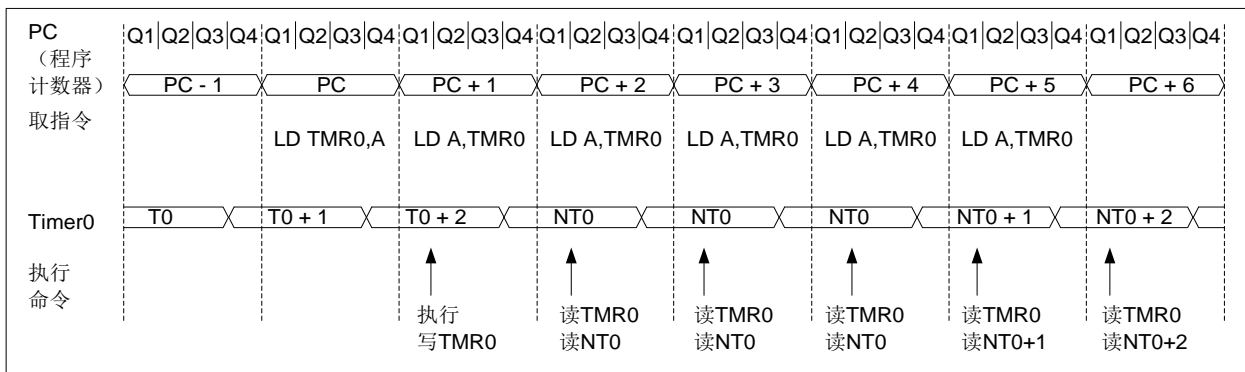 PC
（程序
计数器）
Q1 Q2 Q3 Q4 Q1 Q2 Q3 Q4 Q1 Q2 Q3 Q4 Q1 Q2 Q3 Q4 Q1 Q2 Q3 Q4 Q1 Q2 Q3 Q4 Q1 Q2 Q3 Q4 Q1 Q2 Q3 Q4
PC - 1 PC PC + 1 PC + 2 PC + 3 PC + 4 PC + 5 PC + 6
取指令
LD TMR0,A LD A,TMR0 LD A,TMR0 LD A,TMR0 LD A,TMR0 LD A,TMR0
Timer0 T0 T0 + 1 T0 + 2 NT0 NT0 NT0 NT0 + 1 NT0 + 2
执行
命令
执行 读TMR0 读TMR0 读TMR0 读TMR0 读TMR0
写TMR0 读NT0 读NT0 读NT0 读NT0+1 读NT0+2